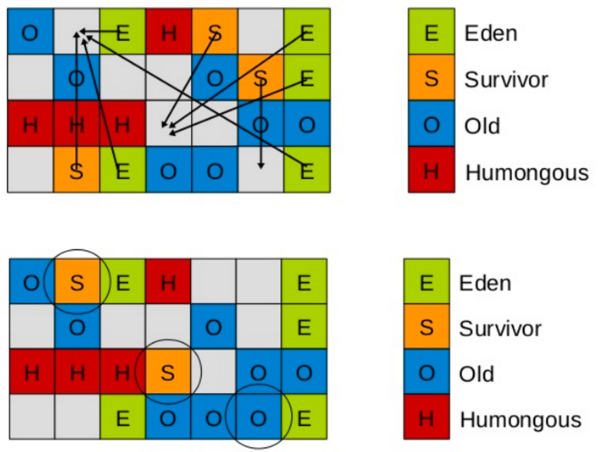 O E H S E E Eden
O O S E S Survivor
H H H O O O Old
S E O O E H Humongous
O S E H E E Eden
O O E S Survivor
H H H S O O O Old
E O O O E H Humongous